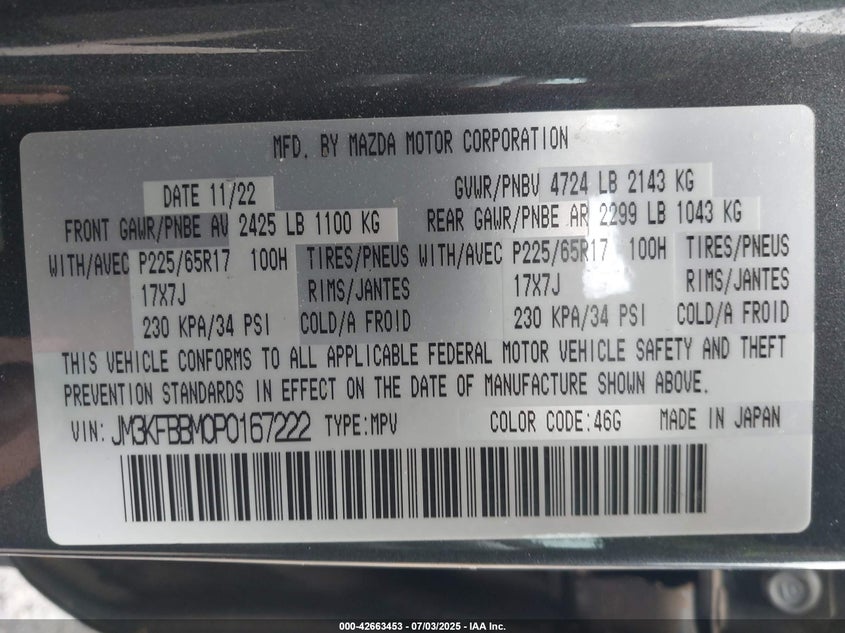 MFD. BY MAZDA MOTOR CORPORATION
DATE 11/22 GVWR/PNBV 4724 LB 2143 KG
FRONT GAWR/PNBE AV 2425 LB 1100 KG REAR GAWR/PNBE AR 2299 LB 1043 KG
WITH/AVEC P225/65R17 100H TIRES/PNEUS WITH/AVEC P225/65R17 100H TIRES/PNEUS
17X7J RIMS/JANTES 17X7J RIMS/JANTES
230 KPA/34 PSI COLD/A FROID 230 KPA/34 PSI COLD/A FROID
THIS VEHICLE CONFORMS TO ALL APPLICABLE FEDERAL MOTOR VEHICLE SAFETY AND THEFT
PREVENTION STANDARDS IN EFFECT ON THE DATE OF MANUFACTURE SHOWN ABOVE.
VIN: JM3KFBBM0P0167222 TYPE:MPV COLOR CODE:46G MADE IN JAPAN
000-42663453 - 07/03/2025 - IAA Inc.